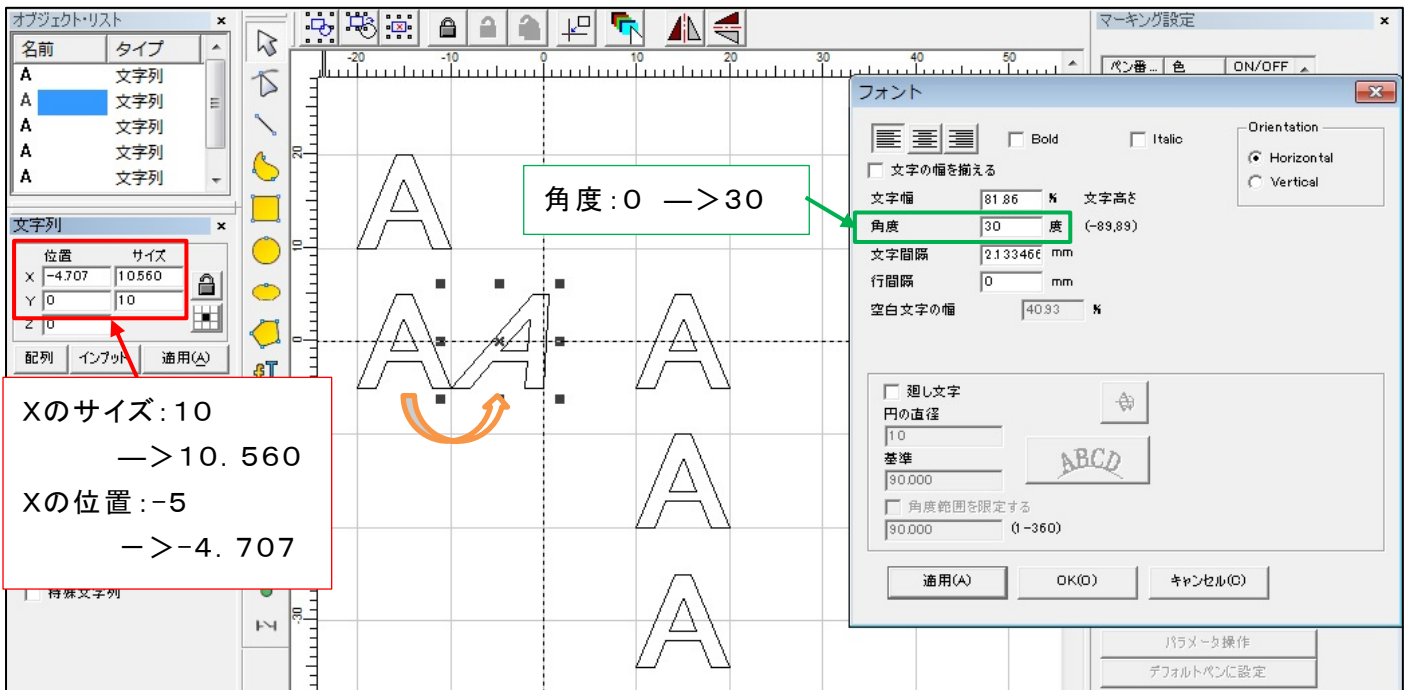 オブジェクト・リスト
名前 タイプ
A 文字列
A 文字列
A 文字列
A 文字列
A 文字列
文字列
位置 サイズ
X -4.707 10.560
Y 0 10
Z 0
配列 インプット 適用(A)
Xのサイズ:10
―>10.560
Xの位置:-5
－>-4.707
特殊文字列
-20 -10 0 10 20 30 40 50
20
10
0
-30
A
A A A
A
A
角度:0 ―>30
マーキング設定
ペン番... 色 ON/OFF
フォント
Bold Italic
Orientation
Horizontal
Vertical
文字の幅を揃える
文字幅 81.86 % 文字高さ
角度 30 度 (-89,89)
文字間隔 2.133466 mm
行間隔 0 mm
空白文字の幅 40.93 %
廻し文字
円の直径
10
基準
90.000
ABCD
角度範囲を限定する
90.000 (1-360)
適用(A) OK(O) キャンセル(C)
パラメータ操作
デフォルトペンに設定